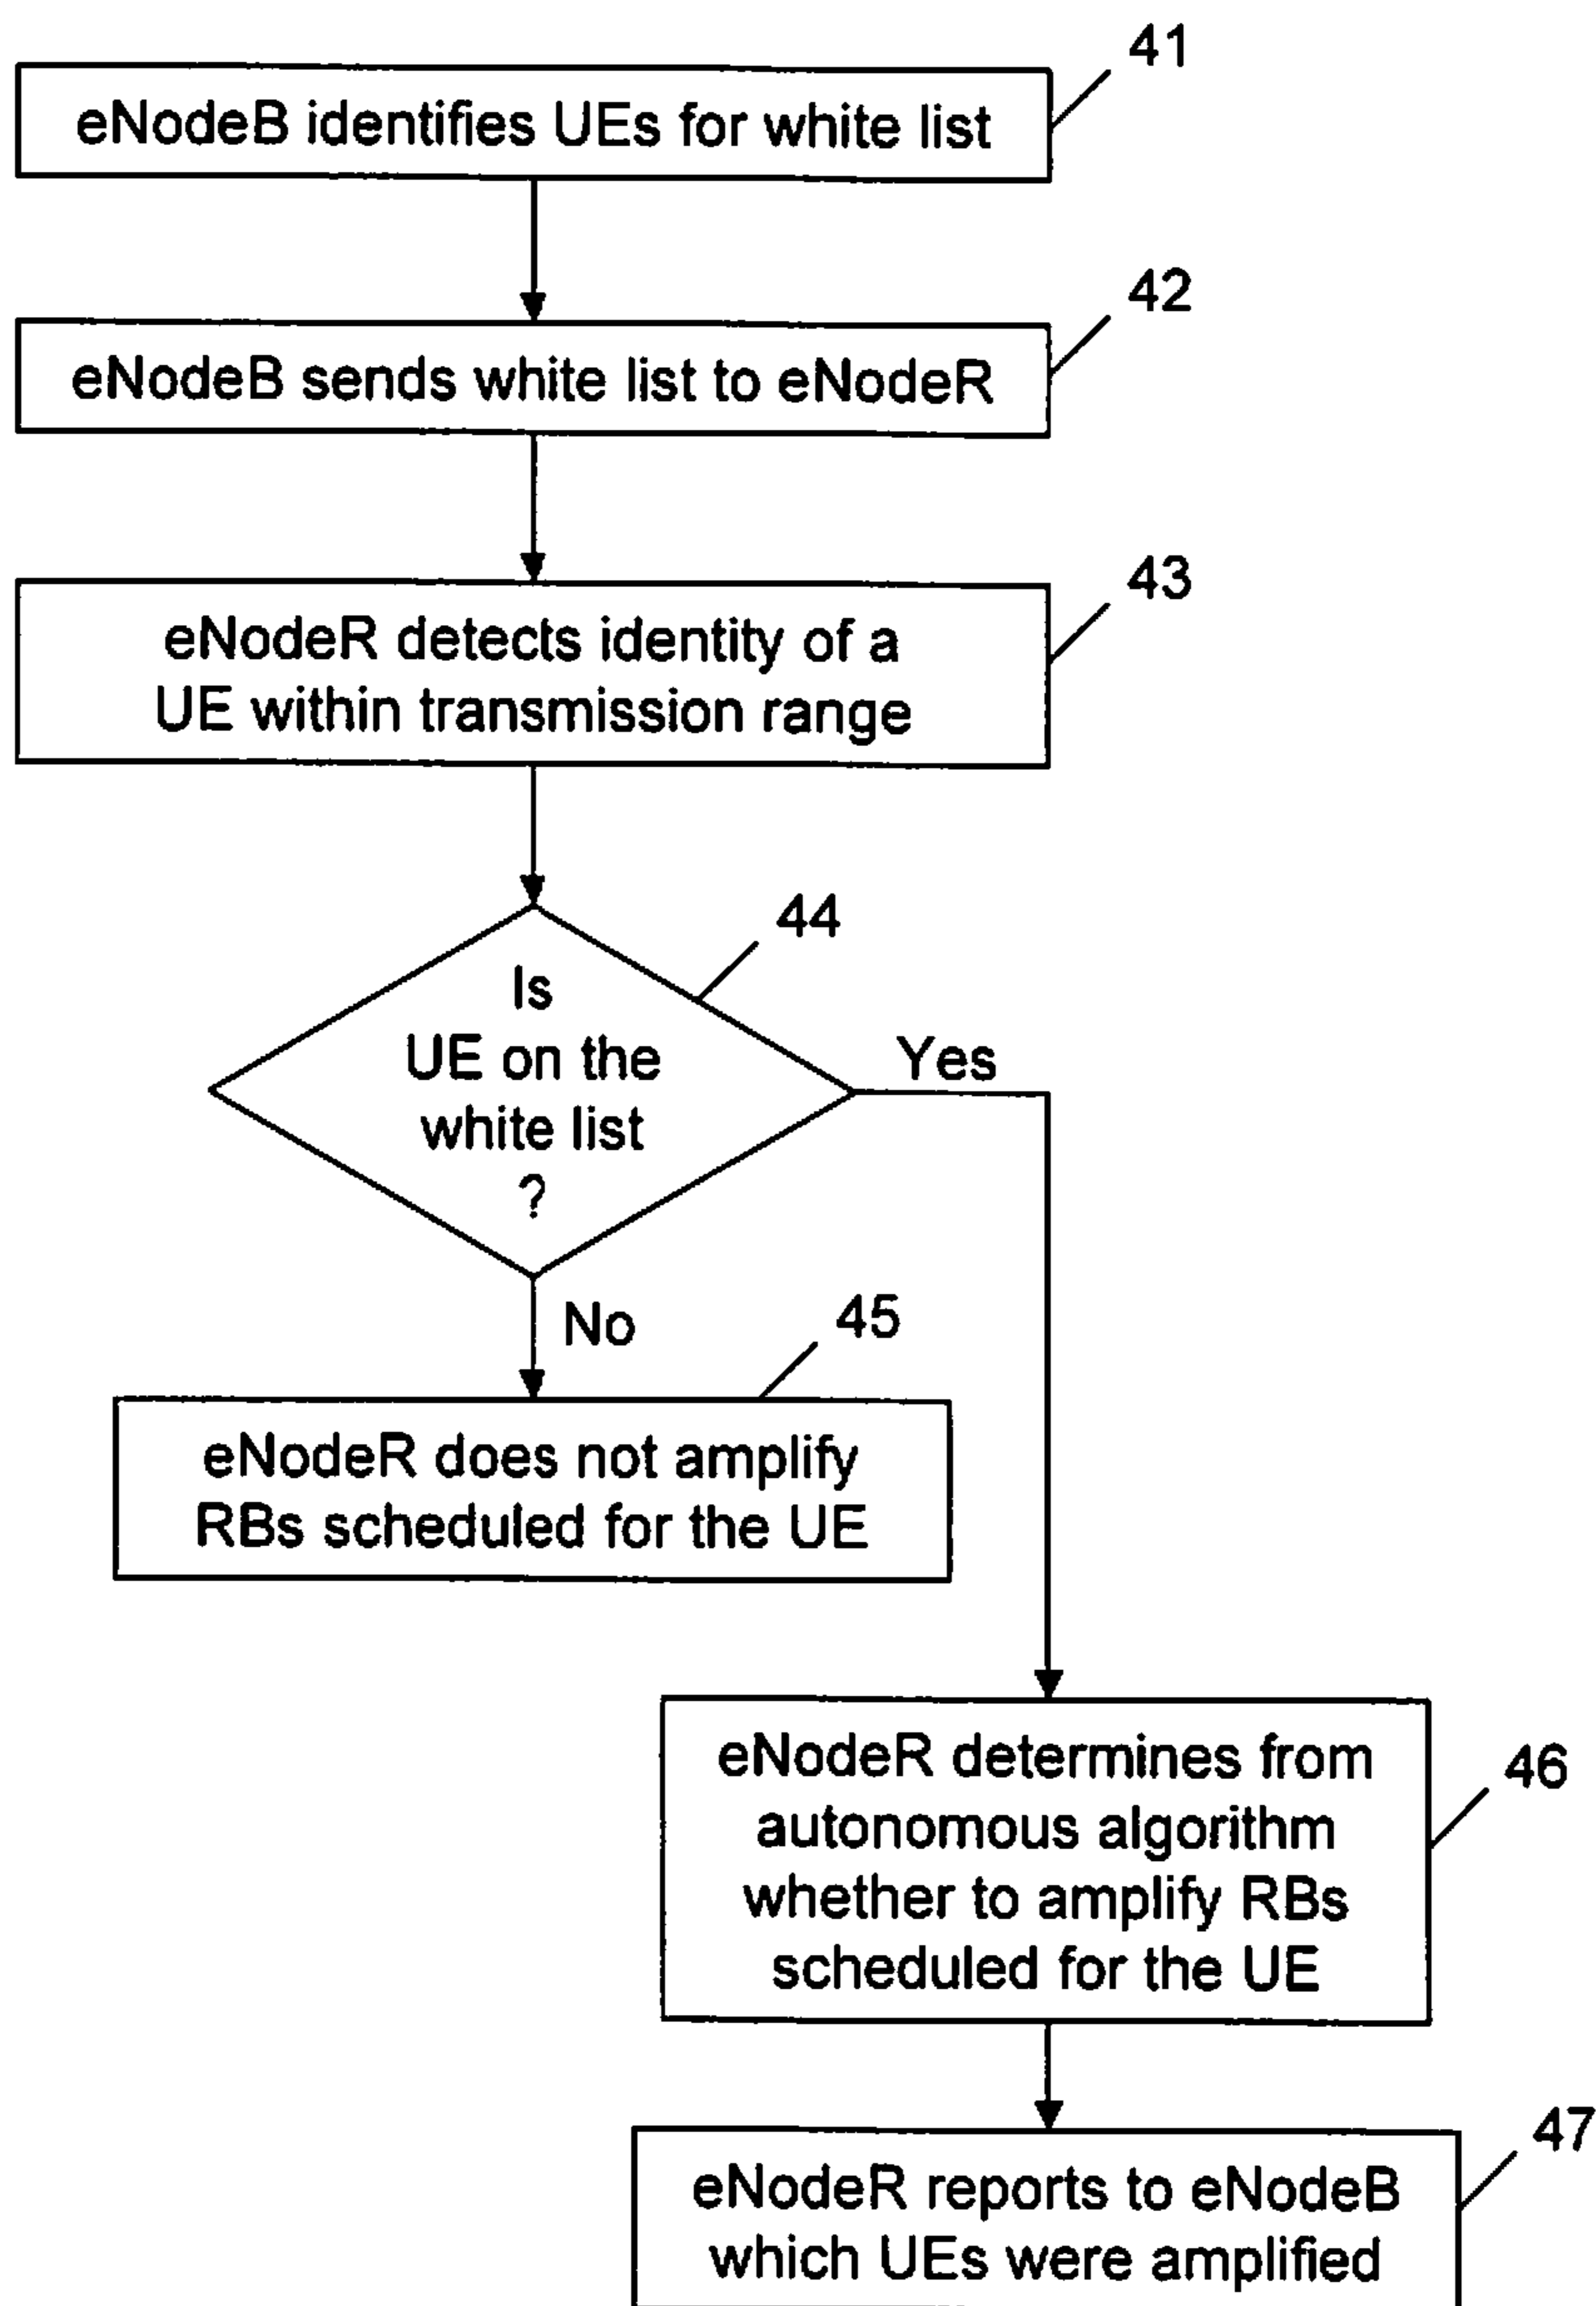 41
eNodeB identifies UEs for white list
42
eNodeB sends white list to eNodeR
43
eNodeR detects identity of a
UE within transmission range
44
Is
UE on the
white list
?
Yes
No
45
eNodeR does not amplify
RBs scheduled for the UE
46
eNodeR determines from
autonomous algorithm
whether to amplify RBs
scheduled for the UE
47
eNodeR reports to eNodeB
which UEs were amplified